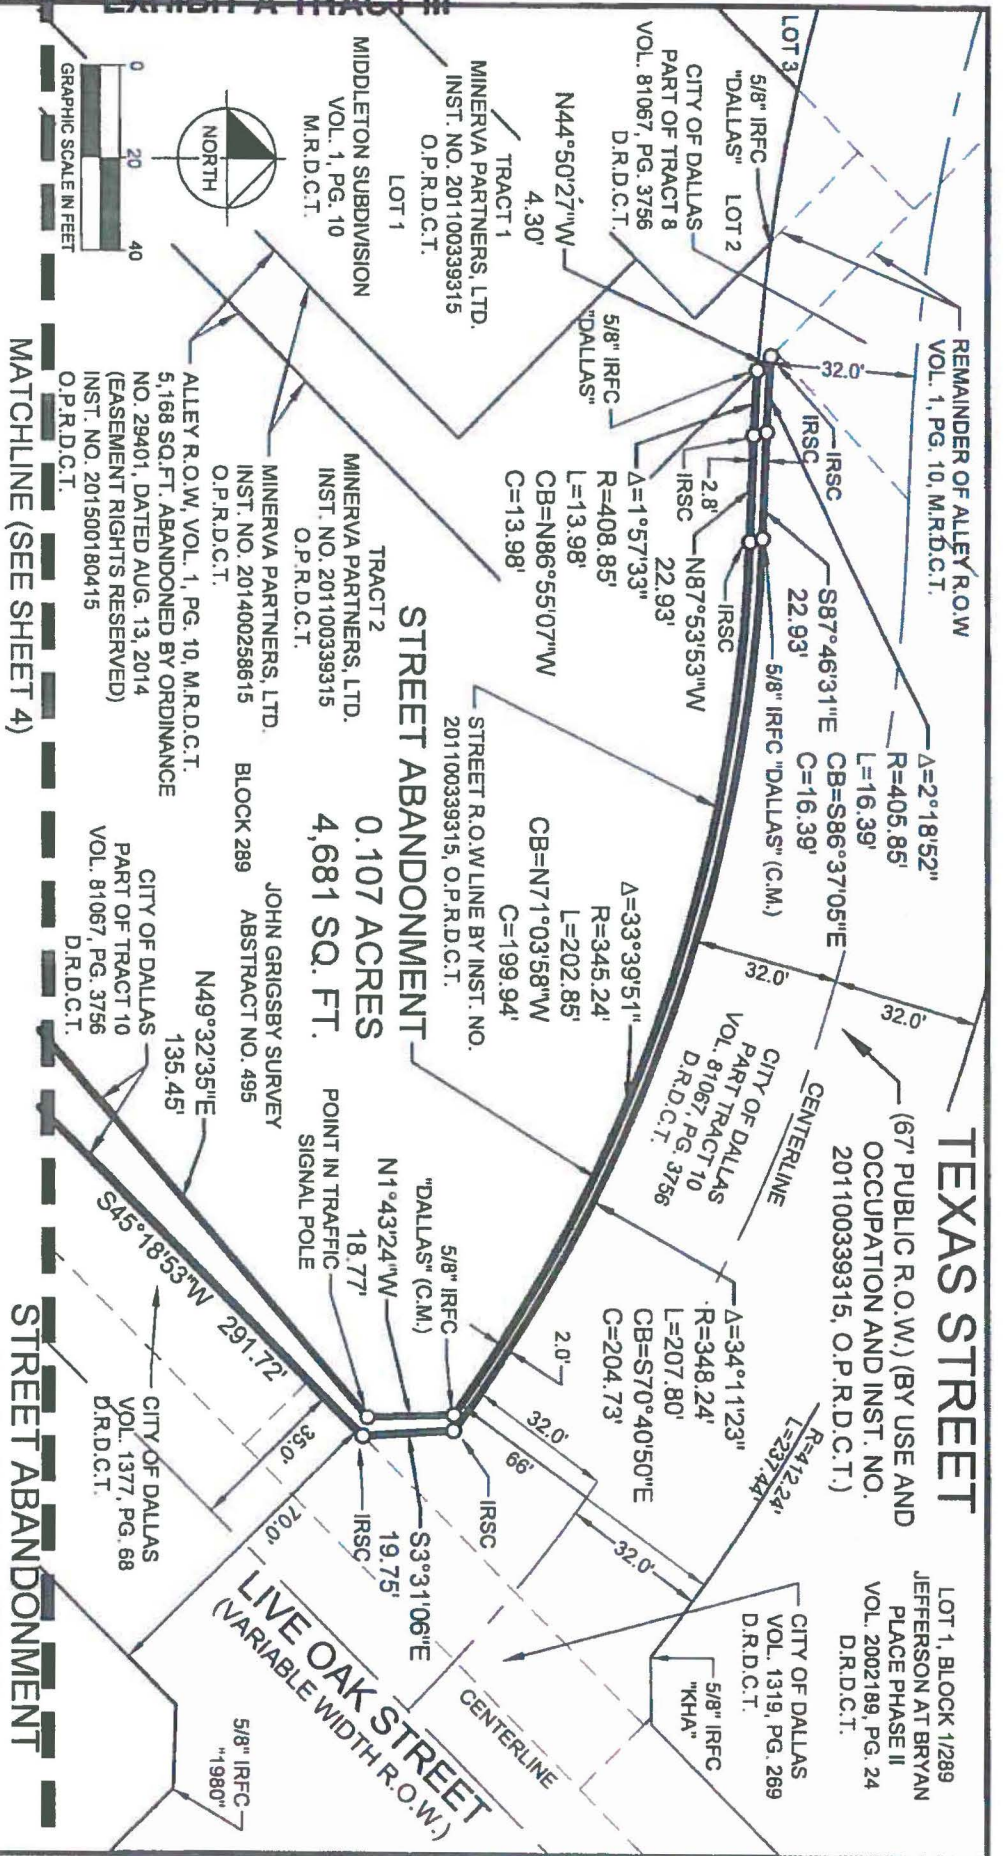 EXHIBIT A TRACT III
LOT 3
5/8" IRFC
"DALLAS"
LOT 2
CITY OF DALLAS
PART OF TRACT 8
VOL. 81067, PG. 3756
D.R.D.C.T.
N44°50'27"W
4.30'
TRACT 1
MINERVA PARTNERS, LTD.
INST. NO. 201100339315
O.P.R.D.C.T.
LOT 1
MIDDLETON SUBDIVISION
VOL. 1, PG. 10
M.R.D.C.T.
NORTH
0
20
40
GRAPHIC SCALE IN FEET
REMAINDER OF ALLEY R.O.W
VOL. 1, PG. 10, M.R.D.C.T.
32.0'
IRSC
IRSC
5/8" IRFC
"DALLAS"
2.8'
IRSC
IRSC
S87°46'31"E
22.93'
5/8" IRFC "DALLAS" (C.M.)
N87°53'53"W
22.93'
Δ=1°57'33"
R=408.85'
L=13.98'
CB=N86°55'07"W
C=13.98'
Δ=2°18'52"
R=405.85'
L=16.39'
CB=S86°37'05"E
C=16.39'
TRACT 2
MINERVA PARTNERS, LTD.
INST. NO. 201100339315
O.P.R.D.C.T.
MINERVA PARTNERS, LTD.
INST. NO. 201400258615
O.P.R.D.C.T.
ALLEY R.O.W, VOL. 1, PG. 10, M.R.D.C.T.
5,168 SQ.FT. ABANDONED BY ORDINANCE
NO. 29401, DATED AUG. 13, 2014
(EASEMENT RIGHTS RESERVED)
INST. NO. 201500180415
O.P.R.D.C.T.
STREET R.O.W LINE BY INST. NO.
201100339315, O.P.R.D.C.T.
STREET ABANDONMENT
0.107 ACRES
4,681 SQ. FT.
Δ=33°39'51"
R=345.24'
L=202.85'
CB=N71°03'58"W
C=199.94'
JOHN GRIGSBY SURVEY
ABSTRACT NO. 495
BLOCK 289
N49°32'35"E
135.45'
CITY OF DALLAS
PART OF TRACT 10
VOL. 81067, PG. 3756
D.R.D.C.T.
32.0'
32.0'
CENTERLINE
CITY OF DALLAS
PART TRACT 10
VOL. 81067, PG. 3756
D.R.D.C.T.
TEXAS STREET
(67' PUBLIC R.O.W.) (BY USE AND
OCCUPATION AND INST. NO.
201100339315, O.P.R.D.C.T.)
Δ=34°11'23"
R=348.24'
L=207.80'
CB=S70°40'50"E
C=204.73'
R=412.24'
L=237.44'
2.0'
32.0'
66'
32.0'
5/8" IRFC
"DALLAS" (C.M.)
N1°43'24"W
18.77'
POINT IN TRAFFIC
SIGNAL POLE
IRSC
S3°31'06"E
19.75'
IRSC
S45°18'53"W 291.72'
35.0'
70.0'
CITY OF DALLAS
VOL. 1377, PG. 68
D.R.D.C.T.
LOT 1, BLOCK 1/289
JEFFERSON AT BRYAN
PLACE PHASE II
VOL. 2002189, PG. 24
D.R.D.C.T.
CITY OF DALLAS
VOL. 1319, PG. 269
D.R.D.C.T.
5/8" IRFC
"KHA"
CENTERLINE
LIVE OAK STREET
(VARIABLE WIDTH R.O.W.)
5/8" IRFC
"1980"
MATCHLINE (SEE SHEET 4)
STREET ABANDONMENT